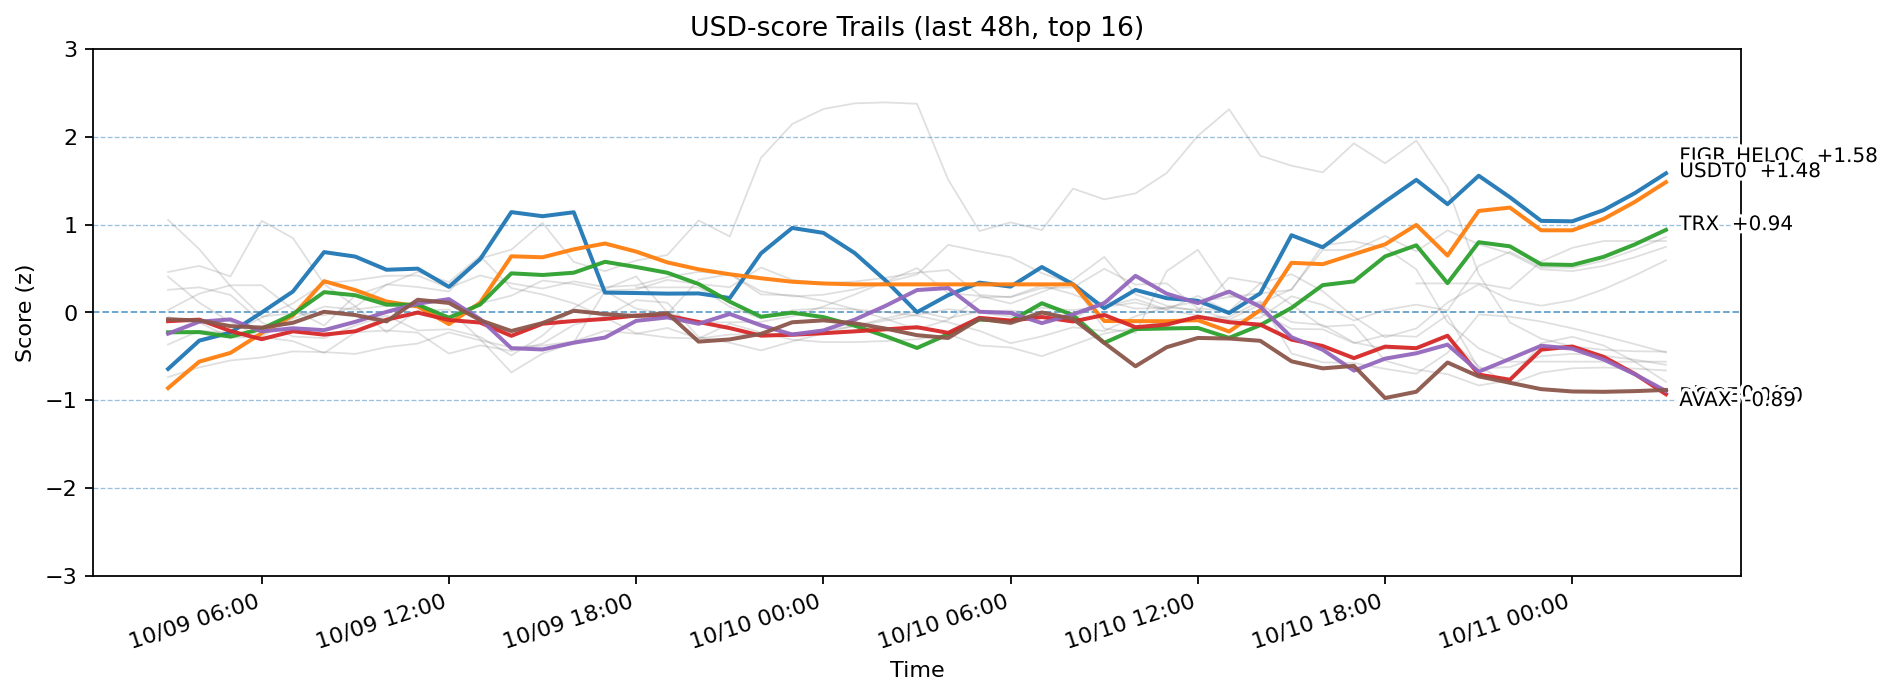 USD-score Trails (last 48h, top 16)
Score (z)
3
2
1
0
−1
−2
−3
FIGR_HELOC +1.58
USDT0 +1.48
TRX +0.94
AVAX -0.89
10/09 06:00
10/09 12:00
10/09 18:00
10/10 00:00
10/10 06:00
10/10 12:00
10/10 18:00
10/11 00:00
Time